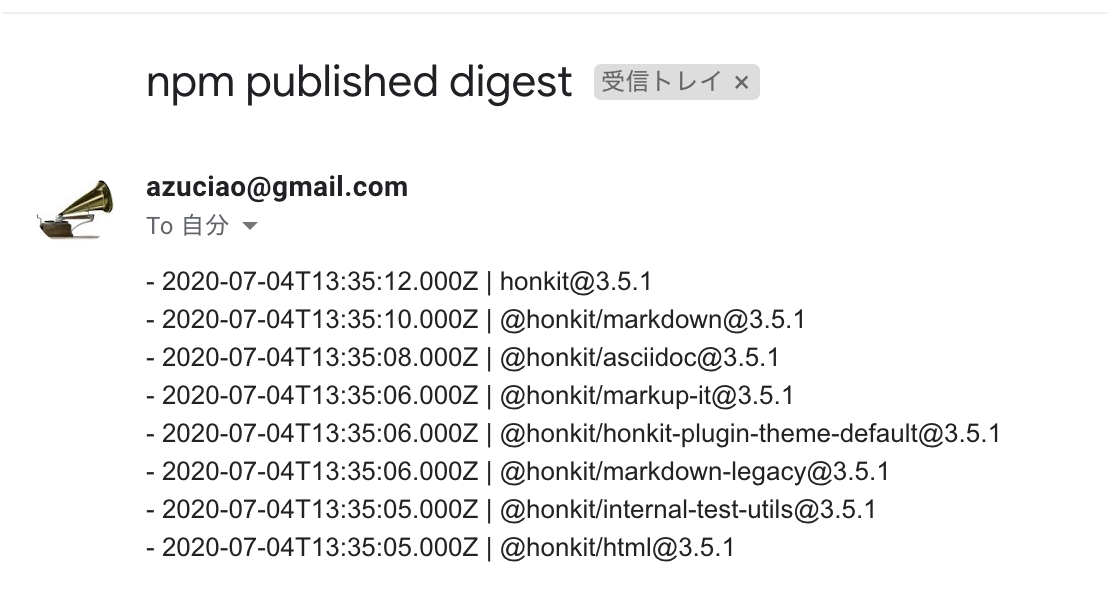 npm published digest 受信トレイ ×
azuciao@gmail.com
To 自分
- 2020-07-04T13:35:12.000Z | honkit@3.5.1
- 2020-07-04T13:35:10.000Z | @honkit/markdown@3.5.1
- 2020-07-04T13:35:08.000Z | @honkit/asciidoc@3.5.1
- 2020-07-04T13:35:06.000Z | @honkit/markup-it@3.5.1
- 2020-07-04T13:35:06.000Z | @honkit/honkit-plugin-theme-default@3.5.1
- 2020-07-04T13:35:06.000Z | @honkit/markdown-legacy@3.5.1
- 2020-07-04T13:35:05.000Z | @honkit/internal-test-utils@3.5.1
- 2020-07-04T13:35:05.000Z | @honkit/html@3.5.1